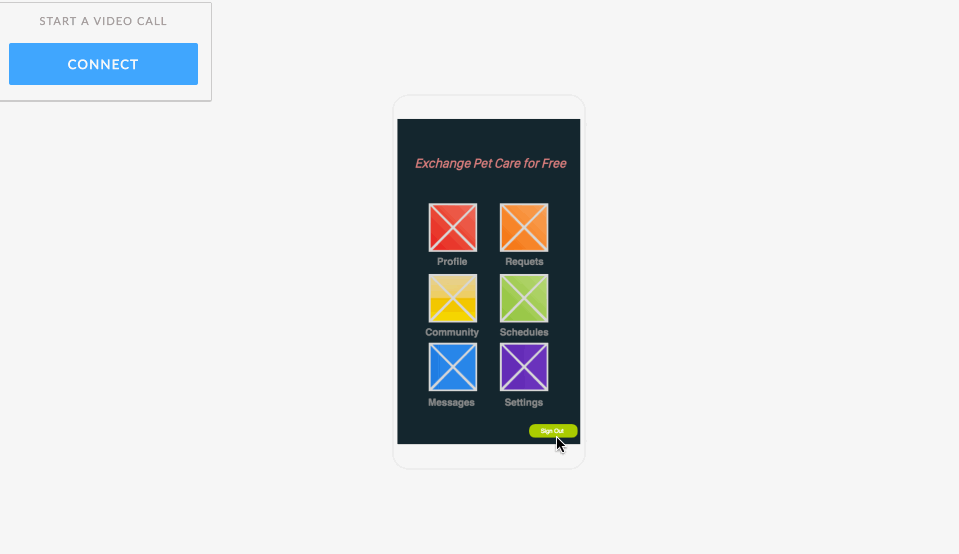 START A VIDEO CALL
CONNECT
Exchange Pet Care for Free
Profile Requets
Community Schedules
Messages Settings
Sign Out